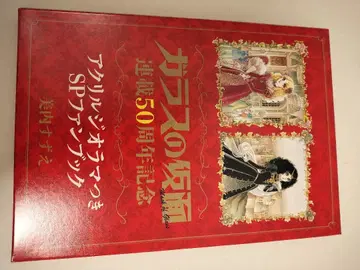 ガラスの仮面
連載50周年記念
アクリルジオラマつき
SPファンブック
美内すずえ